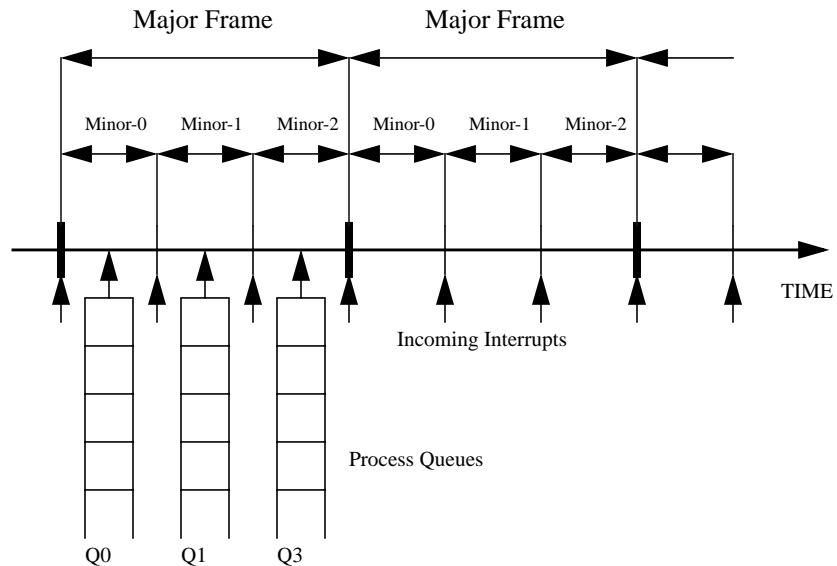 Major Frame
Major Frame
Minor-0
Minor-1
Minor-2
Minor-0
Minor-1
Minor-2
TIME
Incoming Interrupts
Process Queues
Q0
Q1
Q3